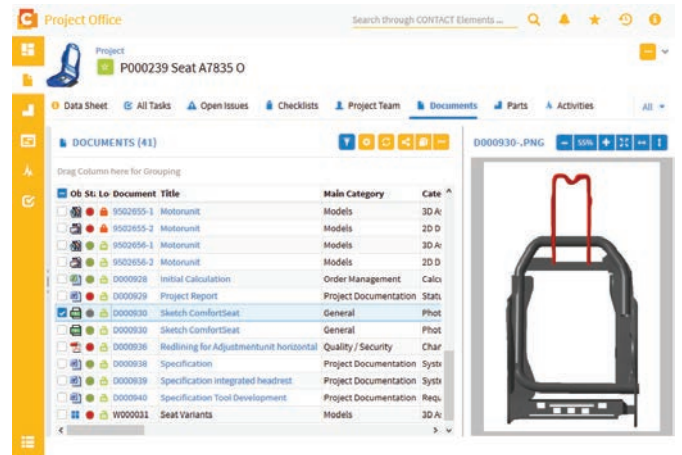 C Project Office
Search through CONTACT Elements ...
Project
P000239 Seat A7835 O
Data Sheet All Tasks Open Issues Checklists Project Team Documents Parts Activities All
DOCUMENTS (41)
D000930-.PNG 55%
Drag Column here for Grouping
Ob St: Lo Document Title Main Category Cate
9502655-1 Motorunit Models 3D A
9502655-2 Motorunit Models 2D D
9502656-1 Motorunit Models 3D A
9502656-2 Motorunit Models 2D D
D000928 Initial Calculation Order Management Calcu
D000929 Project Report Project Documentation Statu
D000930 Sketch ComfortSeat General Phot
D000930 Sketch ComfortSeat General Phot
D000936 Redlining for Adjustmentunit horizontal Quality / Security Char
D000938 Specification Project Documentation Syste
D000939 Specification integrated headrest Project Documentation Syste
D000940 Specification Tool Development Project Documentation Requ
W000031 Seat Variants Models 3D A